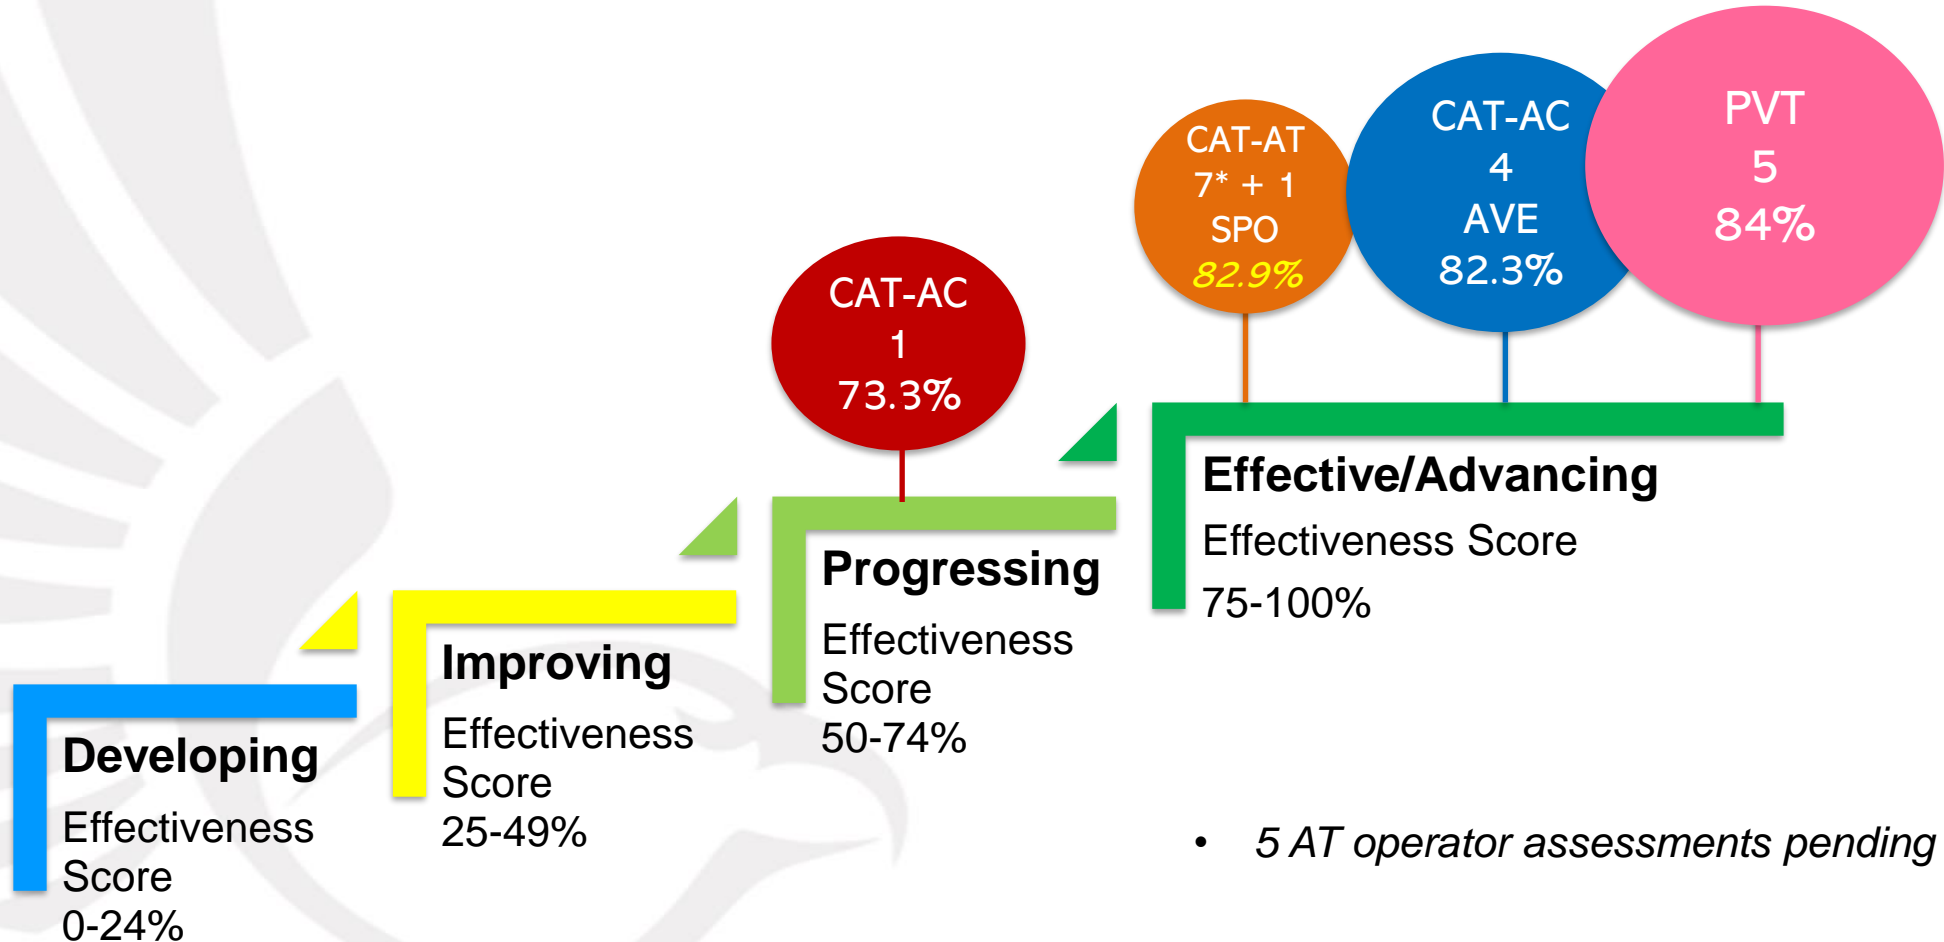 CAT-AC
1
73.3%
CAT-AT
7* + 1
SPO
82.9%
CAT-AC
4
AVE
82.3%
PVT
5
84%
Developing
Effectiveness
Score
0-24%
Improving
Effectiveness
Score
25-49%
Progressing
Effectiveness
Score
50-74%
Effective/Advancing
Effectiveness Score
75-100%
• 5 AT operator assessments pending